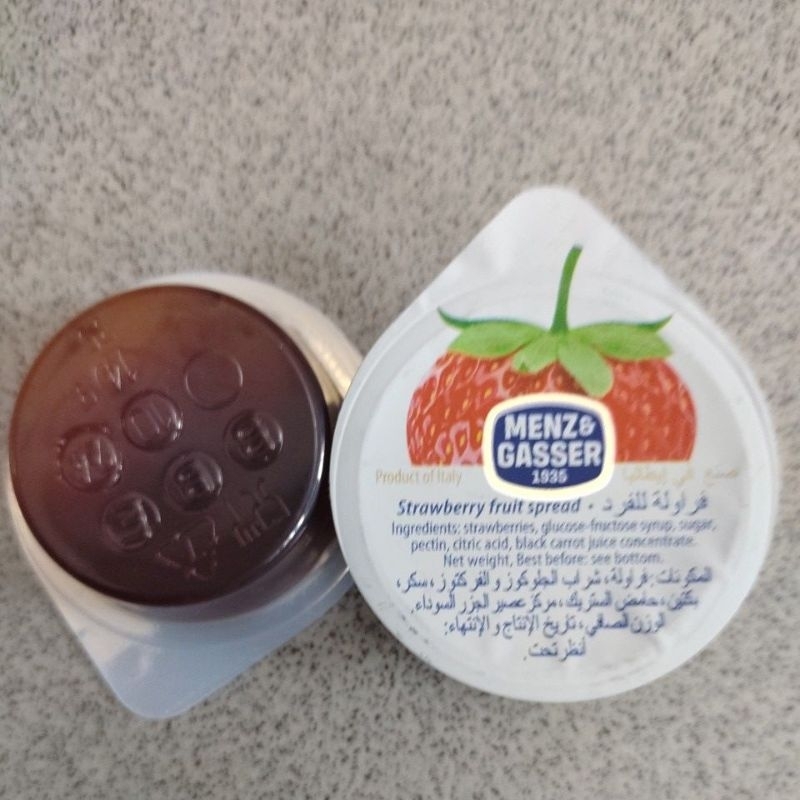 MENZ&
GASSER
1935
Product of Italy
صنع في إيطاليا
Strawberry fruit spread • فراولة للفرد
Ingredients: strawberries, glucose-fructose syrup, sugar,
pectin, citric acid, black carrot juice concentrate.
Net weight, Best before: see bottom.
المكونات: فراولة، شراب الجلوكوز والفركتوز، سكر،
بكتين، حامض الستريك، مركز عصير الجزر السوداء.
الوزن الصافي، تاريخ الإنتاج و الإنتهاء:
أنظر تحت.